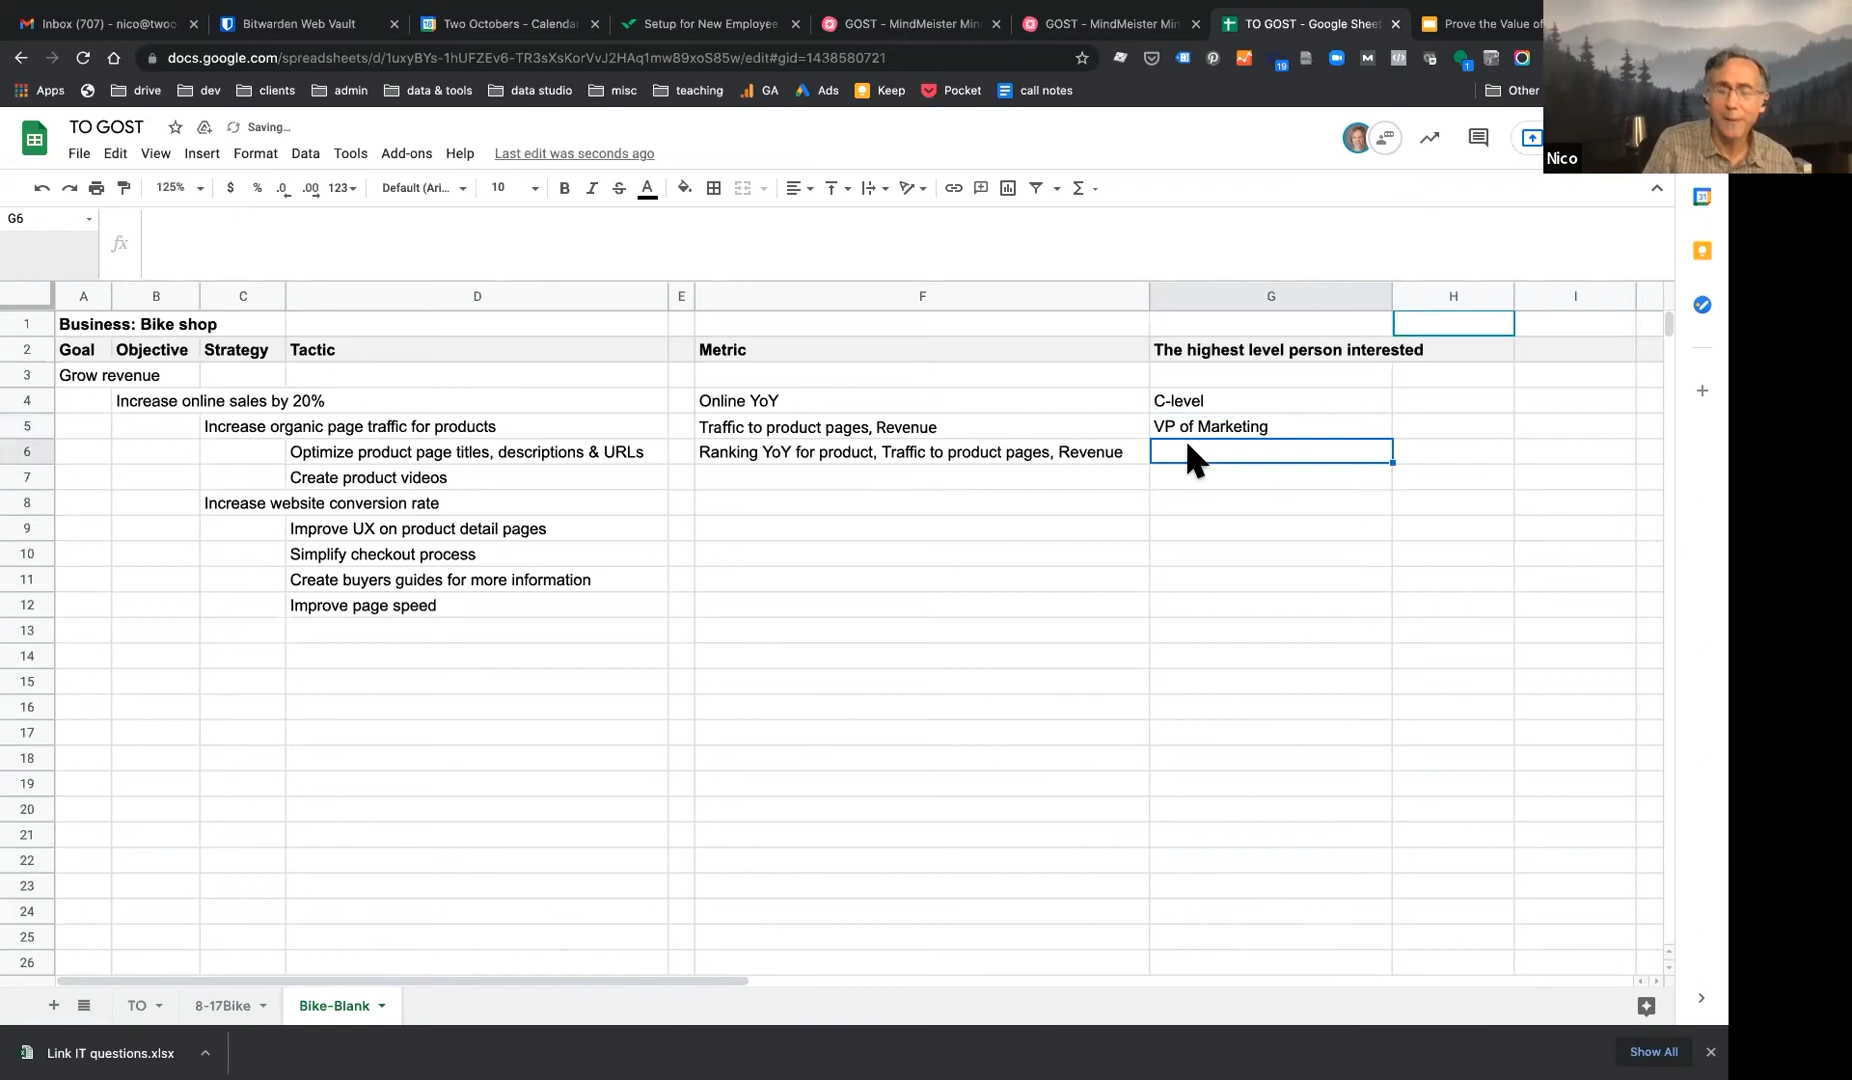 Inbox (707) - nico@twoo
Bitwarden Web Vault
Two Octobers - Calenda
Setup for New Employee
GOST - MindMeister Min
GOST - MindMeister Min
TO GOST - Google Sheet
Prove the Value of
docs.google.com/spreadsheets/d/1uxyBYs-1hUFZEv6-TR3sXsKorVvJ2HAq1mw89xoS85w/edit#gid=1438580721
Apps
drive
dev
clients
admin
data & tools
data studio
misc
teaching
GA
Ads
Keep
Pocket
call notes
Other
Nico
TO GOST
Saving...
File Edit View Insert Format Data Tools Add-ons Help Last edit was seconds ago
125% $ % .0 .00 123 Default (Ari... 10 B I S A
G6
fx
A B C D E F G H I
1 Business: Bike shop
2 Goal Objective Strategy Tactic Metric The highest level person interested
3 Grow revenue
4 Increase online sales by 20% Online YoY C-level
5 Increase organic page traffic for products Traffic to product pages, Revenue VP of Marketing
6 Optimize product page titles, descriptions & URLs Ranking YoY for product, Traffic to product pages, Revenue
7 Create product videos
8 Increase website conversion rate
9 Improve UX on product detail pages
10 Simplify checkout process
11 Create buyers guides for more information
12 Improve page speed
13
14
15
16
17
18
19
20
21
22
23
24
25
26
TO 8-17Bike Bike-Blank
Link IT questions.xlsx
Show All